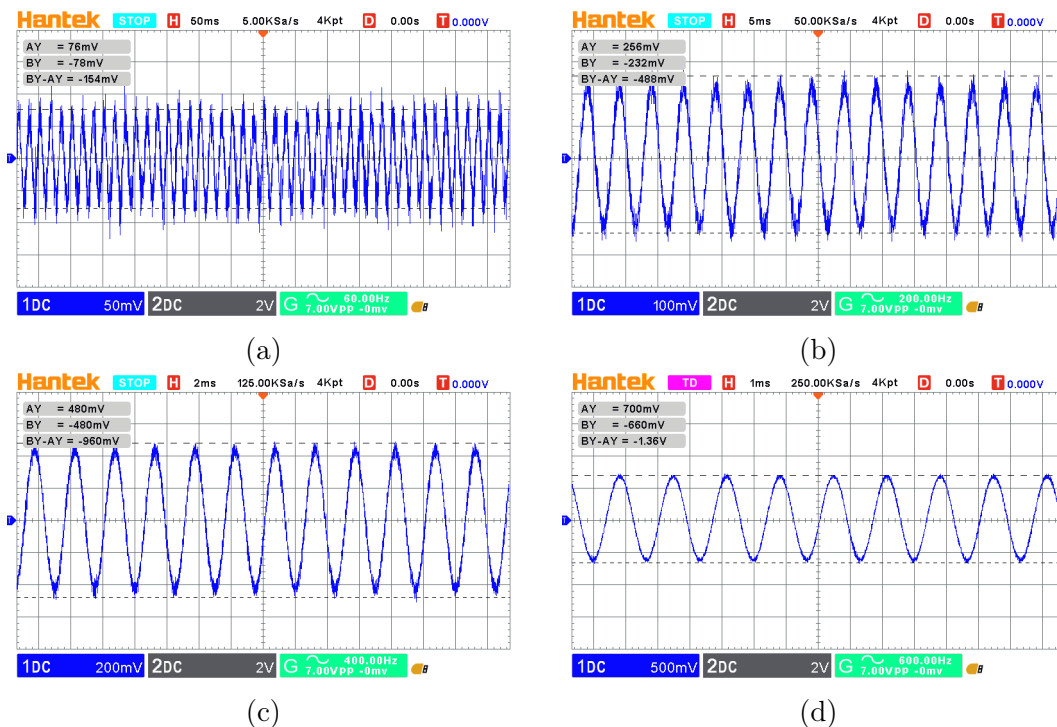 Hantek STOP H 50ms 5.00KSa/s 4Kpt D 0.00s T 0.000V
AY = 76mV
BY = -78mV
BY-AY = -154mV
T
1DC 50mV 2DC 2V G 60.00Hz
7.00VPP -0mv
(a)
Hantek STOP H 5ms 50.00KSa/s 4Kpt D 0.00s T 0.000V
AY = 256mV
BY = -232mV
BY-AY = -488mV
T
1DC 100mV 2DC 2V G 200.00Hz
7.00VPP -0mv
(b)
Hantek STOP H 2ms 125.00KSa/s 4Kpt D 0.00s T 0.000V
AY = 480mV
BY = -480mV
BY-AY = -960mV
T
1DC 200mV 2DC 2V G 400.00Hz
7.00VPP -0mv
(c)
Hantek TD H 1ms 250.00KSa/s 4Kpt D 0.00s T 0.000V
AY = 700mV
BY = -660mV
BY-AY = -1.36V
T
1DC 500mV 2DC 2V G 600.00Hz
7.00VPP -0mv
(d)